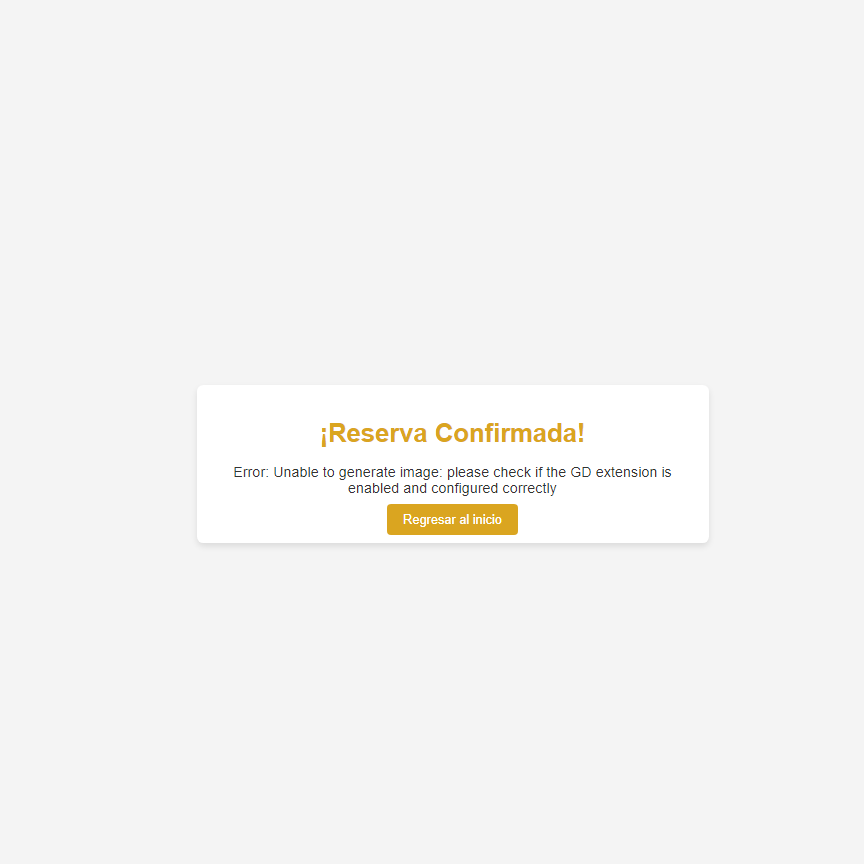 ¡Reserva Confirmada!
Error: Unable to generate image: please check if the GD extension is
enabled and configured correctly
Regresar al inicio